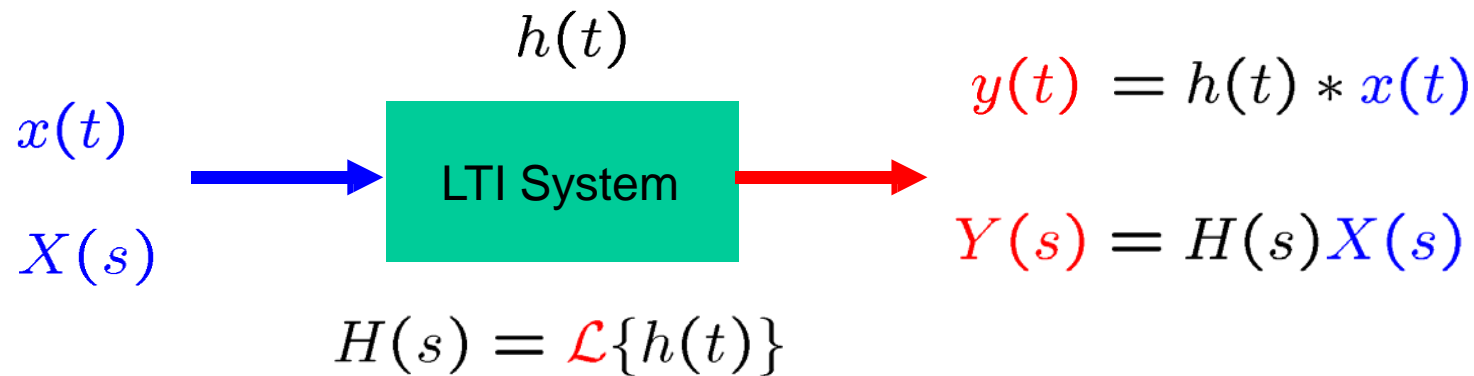 h(t)
x(t)
X(s)
LTI System
y(t) = h(t) * x(t)
Y(s) = H(s)X(s)
H(s) = ℒ{h(t)}